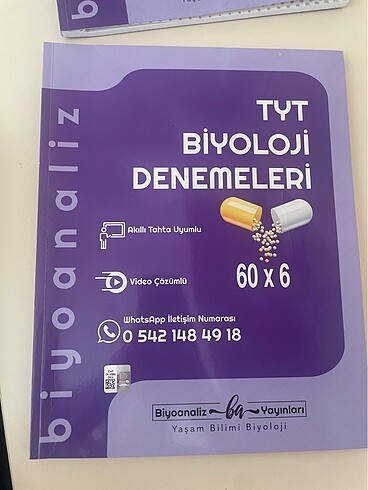 biyoanaliz
TYT
BİYOLOJİ
DENEMELERİ
Akıllı Tahta Uyumlu
60 x 6
Video Çözümlü
WhatsApp İletişim Numarası
0 542 148 49 18
Biyoanaliz ba Yayınları
Yaşam Bilimi Biyoloji